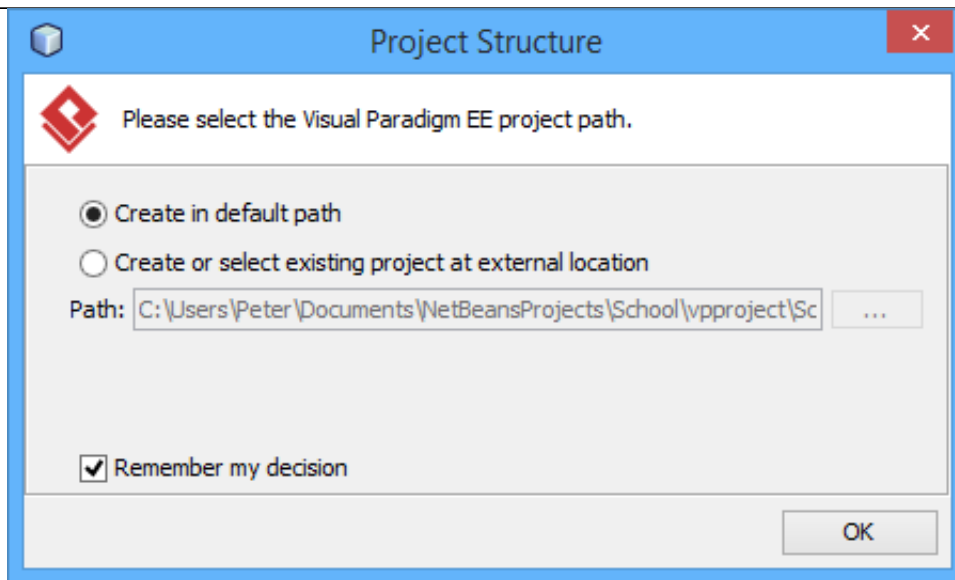 Project Structure
Please select the Visual Paradigm EE project path.
Create in default path
Create or select existing project at external location
Path: C:\Users\Peter\Documents\NetBeansProjects\School\vpproject\Sc ...
Remember my decision
OK